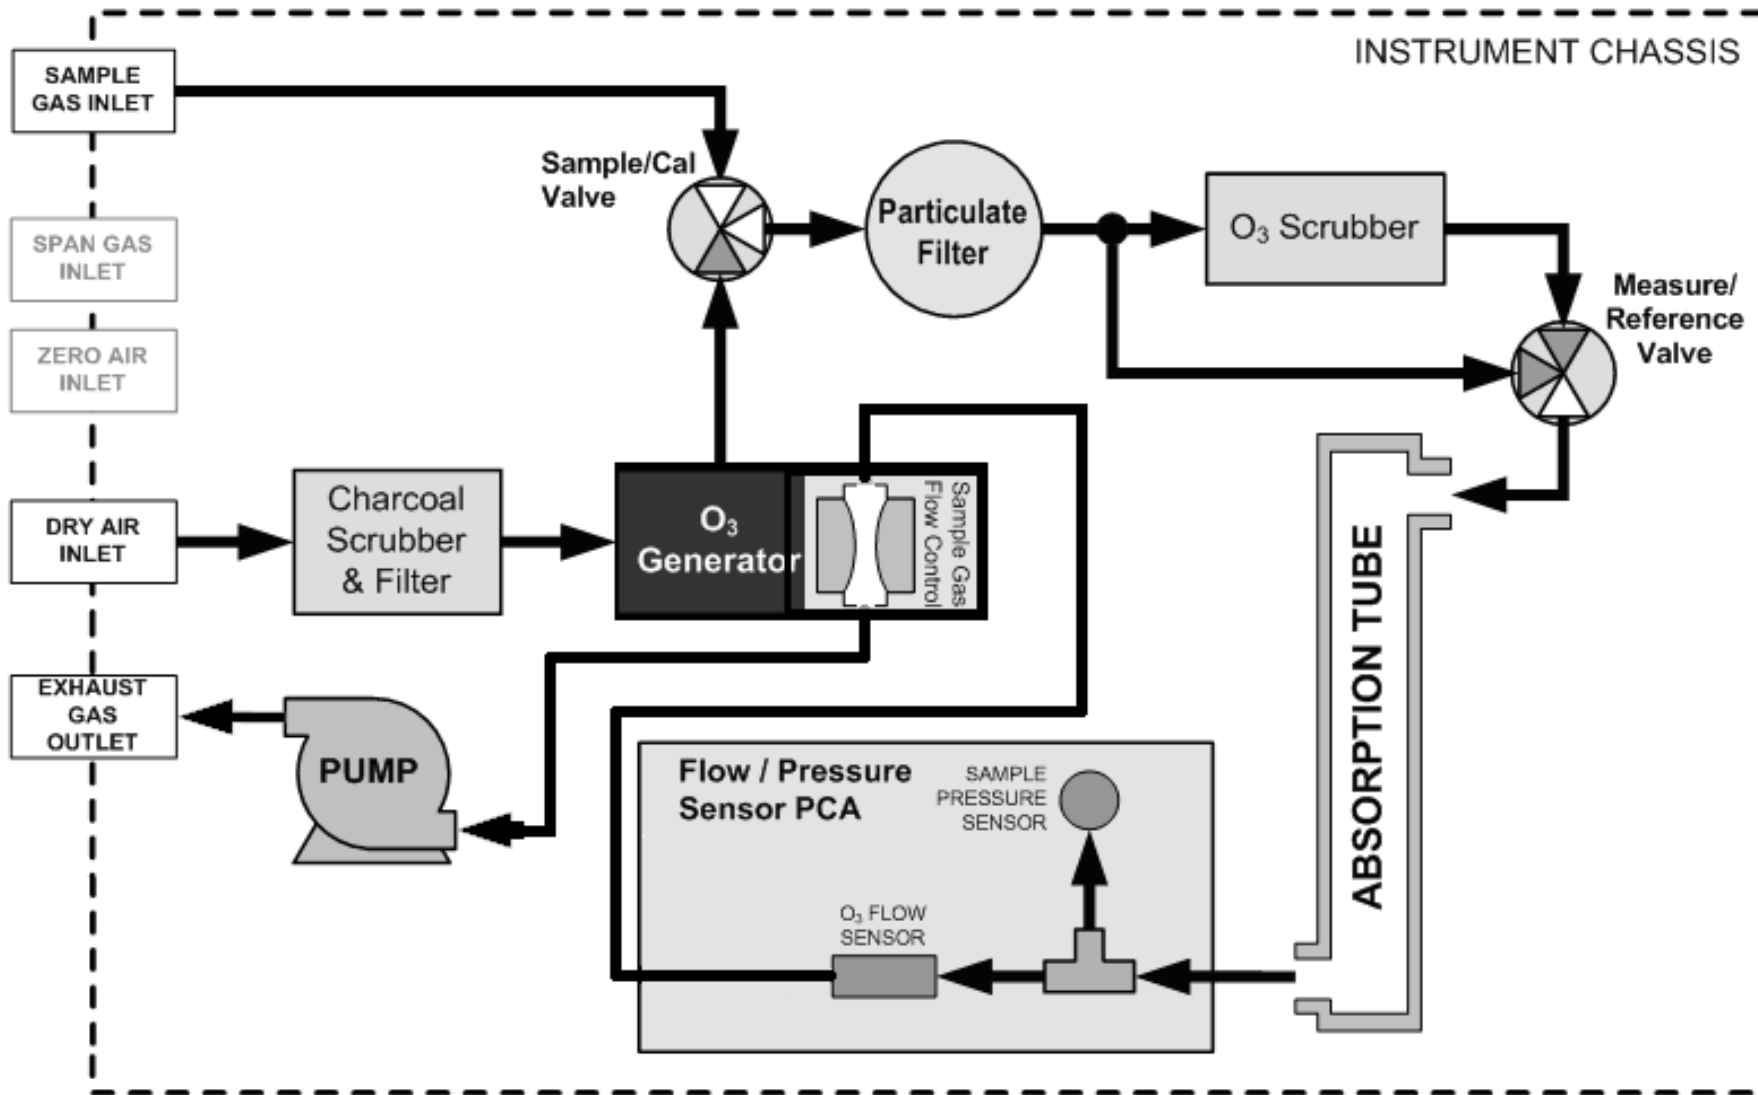 INSTRUMENT CHASSIS
SAMPLE
GAS INLET
Sample/Cal
Valve
Particulate
Filter
O₃ Scrubber
SPAN GAS
INLET
Measure/
Reference
Valve
ZERO AIR
INLET
DRY AIR
INLET
Charcoal
Scrubber
& Filter
O₃
Generator
Sample Gas
Flow Control
ABSORPTION TUBE
EXHAUST
GAS
OUTLET
PUMP
Flow / Pressure
Sensor PCA
SAMPLE
PRESSURE
SENSOR
O₃ FLOW
SENSOR